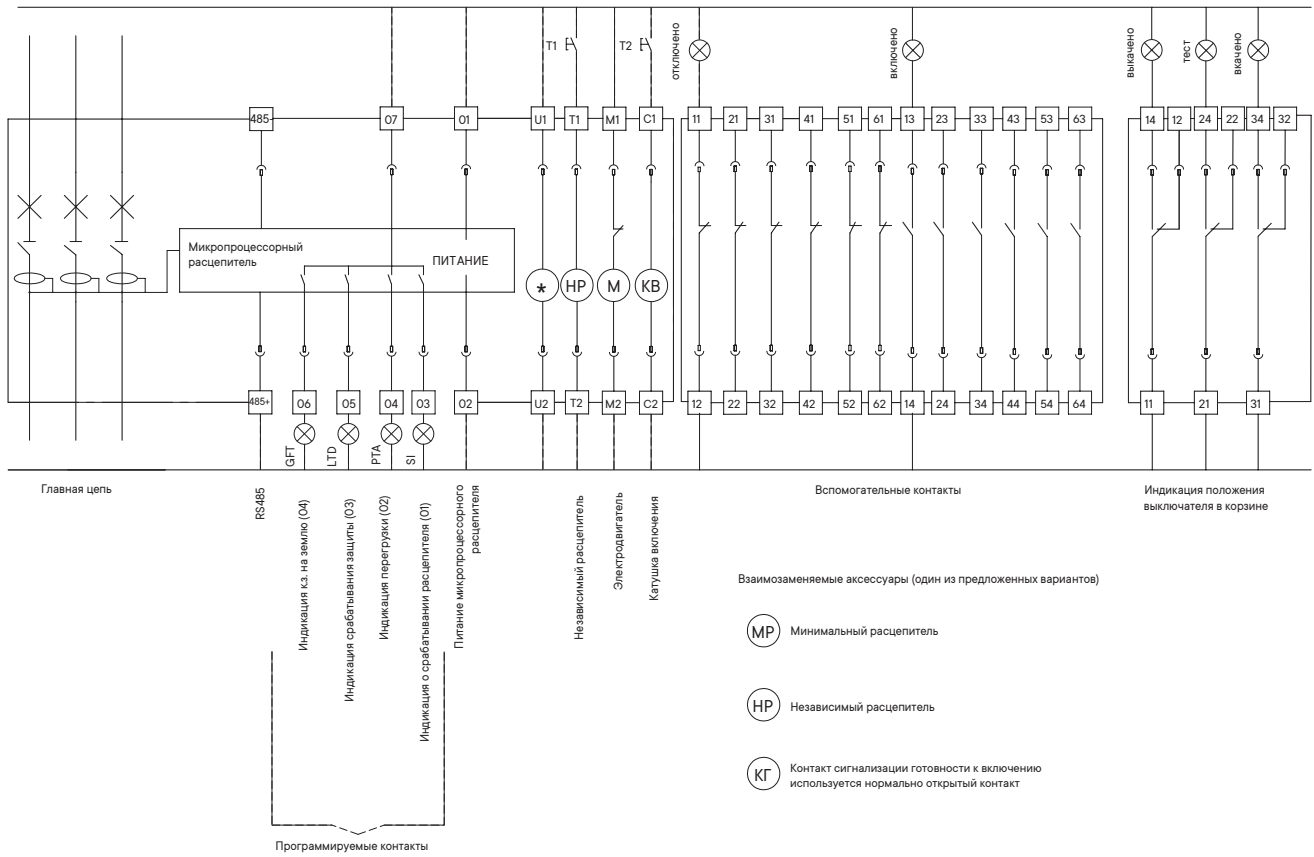 T1
T2
отключено
включено
выкачено
тест
вкачено
485-
07
01
U1
T1
M1
C1
11
21
31
41
51
61
13
23
33
43
53
63
14
12
24
22
34
32
Микропроцессорный
расцепитель
ПИТАНИЕ
*
НР
М
КВ
485+
06
05
04
03
02
U2
T2
M2
C2
12
22
32
42
52
62
14
24
34
44
54
64
11
21
31
GFT
LTD
PTA
SI
Главная цепь
RS485
Индикация к.з. на землю (04)
Индикация срабатывания защиты (03)
Индикация перегрузки (02)
Индикация о срабатывании расцепителя (01)
Питание микропроцессорного
расцепителя
Независимый расцепитель
Электродвигатель
Катушка включения
Вспомогательные контакты
Индикация положения
выключателя в корзине
Взаимозаменяемые аксессуары (один из предложенных вариантов)
МР
Минимальный расцепитель
НР
Независимый расцепитель
КГ
Контакт сигнализации готовности к включению
используется нормально открытый контакт
Программируемые контакты